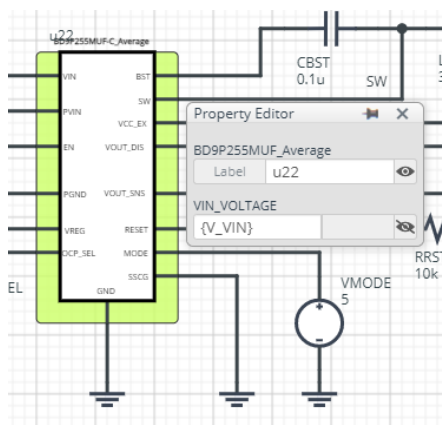 u22
BD9P255MUF-C_Average
VIN
BST
CBST
0.1u
SW
PVIN
SW
VCC_EX
EN
VOUT_DIS
PGND
VOUT_SNS
VREG
RESET
OCP_SEL
MODE
SSCG
GND
EL
Property Editor
BD9P255MUF_Average
Label u22
VIN_VOLTAGE
{V_VIN}
VMODE
5
RRST
10k
L
3